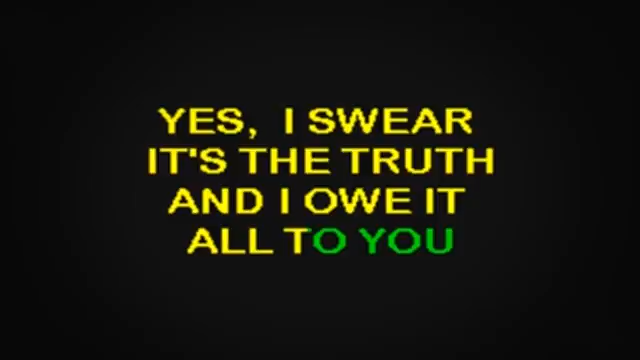 YES, I SWEAR
IT'S THE TRUTH
AND I OWE IT
ALL TO YOU